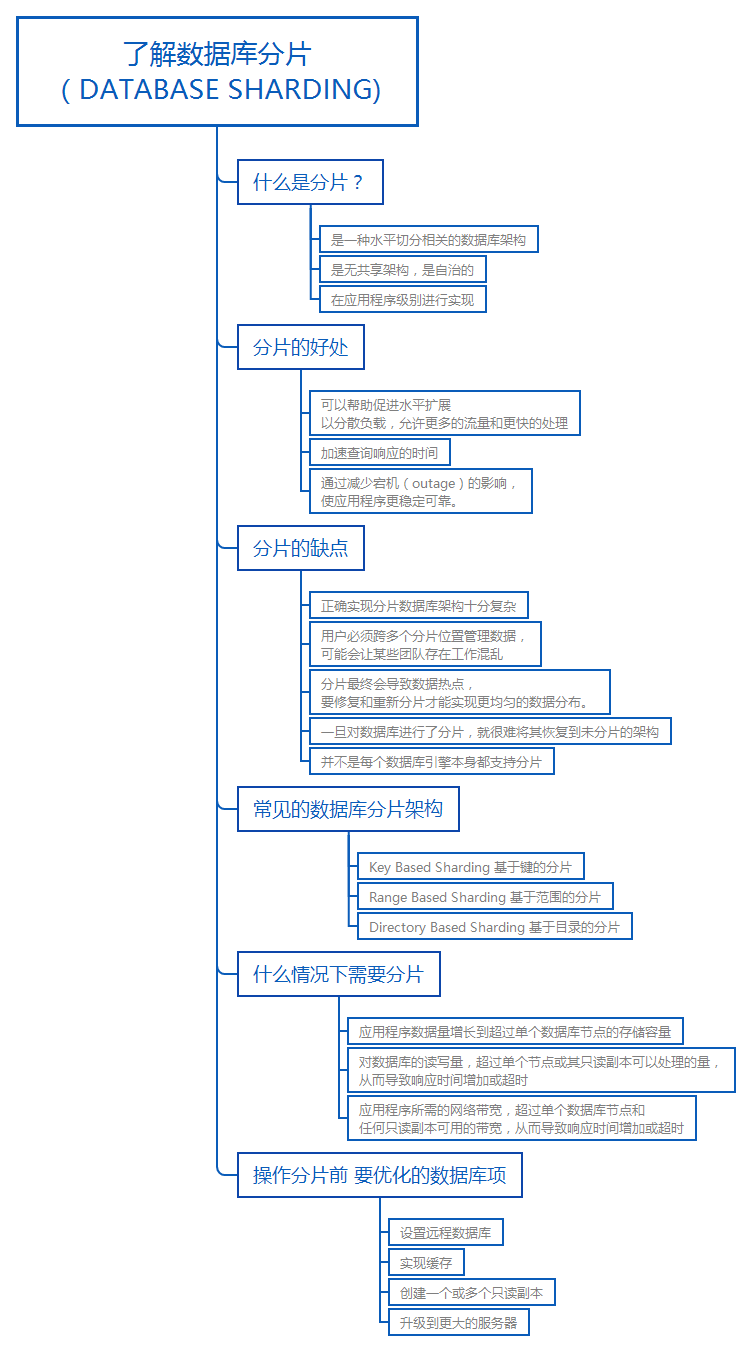 了解数据库分片
（DATABASE SHARDING)
什么是分片？
是一种水平切分相关的数据库架构
是无共享架构，是自治的
在应用程序级别进行实现
分片的好处
可以帮助促进水平扩展
以分散负载，允许更多的流量和更快的处理
加速查询响应的时间
通过减少宕机（outage）的影响，
使应用程序更稳定可靠。
分片的缺点
正确实现分片数据库架构十分复杂
用户必须跨多个分片位置管理数据，
可能会让某些团队存在工作混乱
分片最终会导致数据热点，
要修复和重新分片才能实现更均匀的数据分布。
一旦对数据库进行了分片，就很难将其恢复到未分片的架构
并不是每个数据库引擎本身都支持分片
常见的数据库分片架构
Key Based Sharding 基于键的分片
Range Based Sharding 基于范围的分片
Directory Based Sharding 基于目录的分片
什么情况下需要分片
应用程序数据量增长到超过单个数据库节点的存储容量
对数据库的读写量，超过单个节点或其只读副本可以处理的量，
从而导致响应时间增加或超时
应用程序所需的网络带宽，超过单个数据库节点和
任何只读副本可用的带宽，从而导致响应时间增加或超时
操作分片前 要优化的数据库项
设置远程数据库
实现缓存
创建一个或多个只读副本
升级到更大的服务器